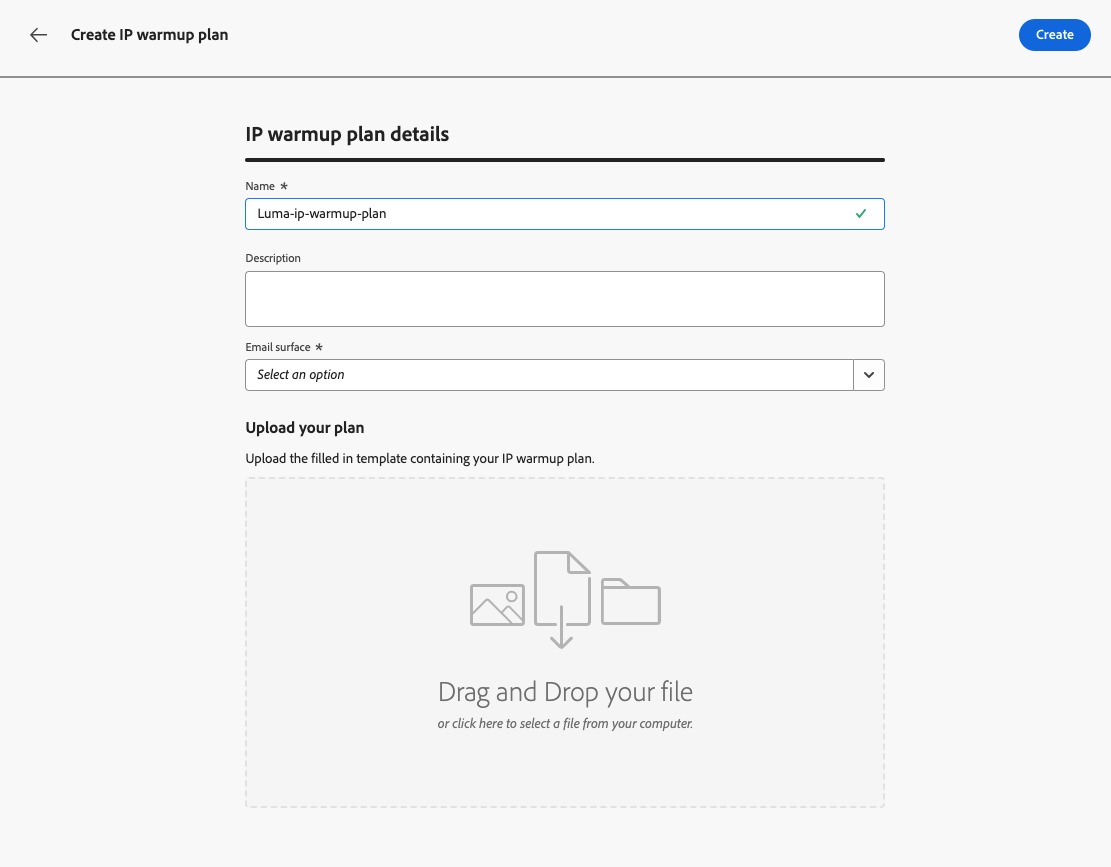 Create IP warmup plan
Create
IP warmup plan details
Name *
Luma-ip-warmup-plan
Description
Email surface *
Select an option
Upload your plan
Upload the filled in template containing your IP warmup plan.
Drag and Drop your file
or click here to select a file from your computer.